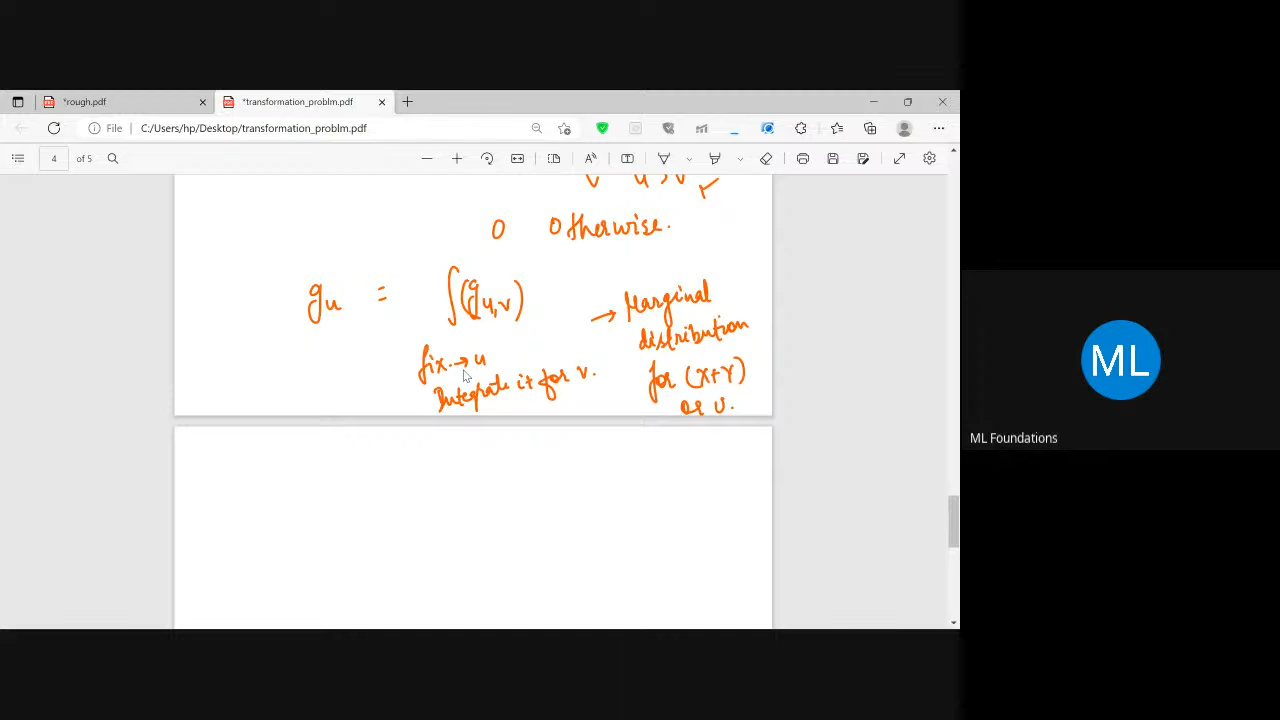 *rough.pdf
*transformation_problm.pdf
File
C:/Users/hp/Desktop/transformation_problm.pdf
4 of 5
v u, v
0 Otherwise.
gu = ∫(gu,v)
→ Marginal
distribution
for (X+Y)
or U.
fix → u
Integrate it for v.
ML
ML Foundations